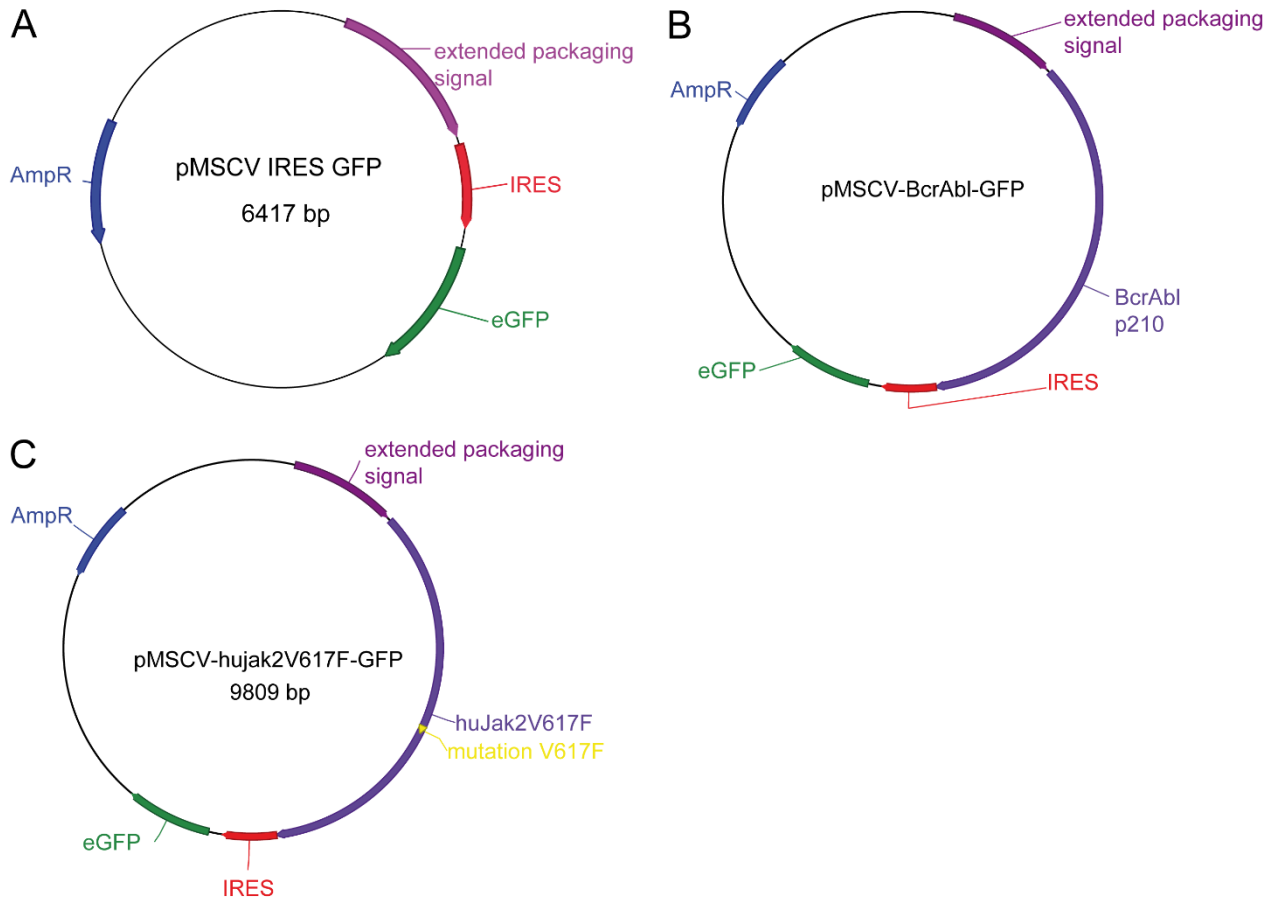 A
extended packaging
signal
AmpR
pMSCV IRES GFP
6417 bp
IRES
eGFP
B
extended packaging
signal
AmpR
pMSCV-BcrAbl-GFP
BcrAbl
p210
eGFP
IRES
C
extended packaging
signal
AmpR
pMSCV-hujak2V617F-GFP
9809 bp
huJak2V617F
mutation V617F
eGFP
IRES